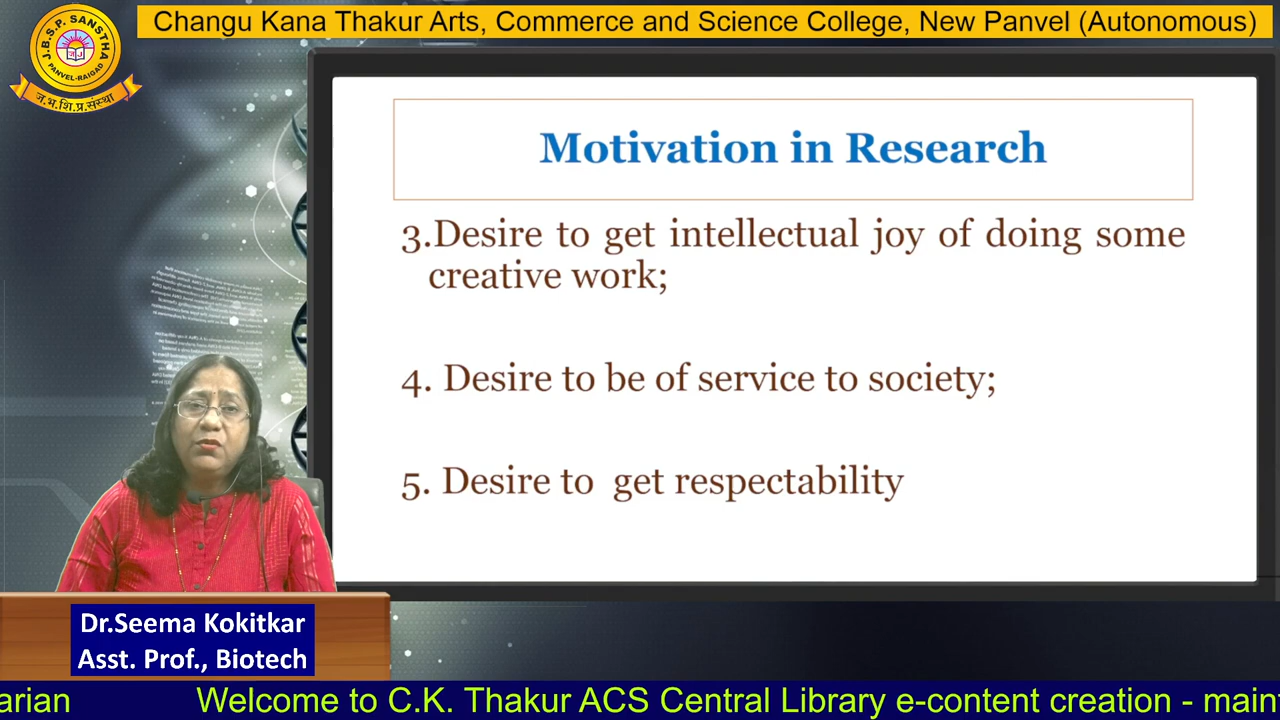 Changu Kana Thakur Arts, Commerce and Science College, New Panvel (Autonomous)
J.B.S.P. SANSTHA
PANVEL-RAIGAD
ज.भ.शि.प्र.संस्था
Motivation in Research
3.Desire to get intellectual joy of doing some
creative work;
4. Desire to be of service to society;
5. Desire to  get respectability
Dr.Seema Kokitkar
Asst. Prof., Biotech
arian Welcome to C.K. Thakur ACS Central Library e-content creation - main